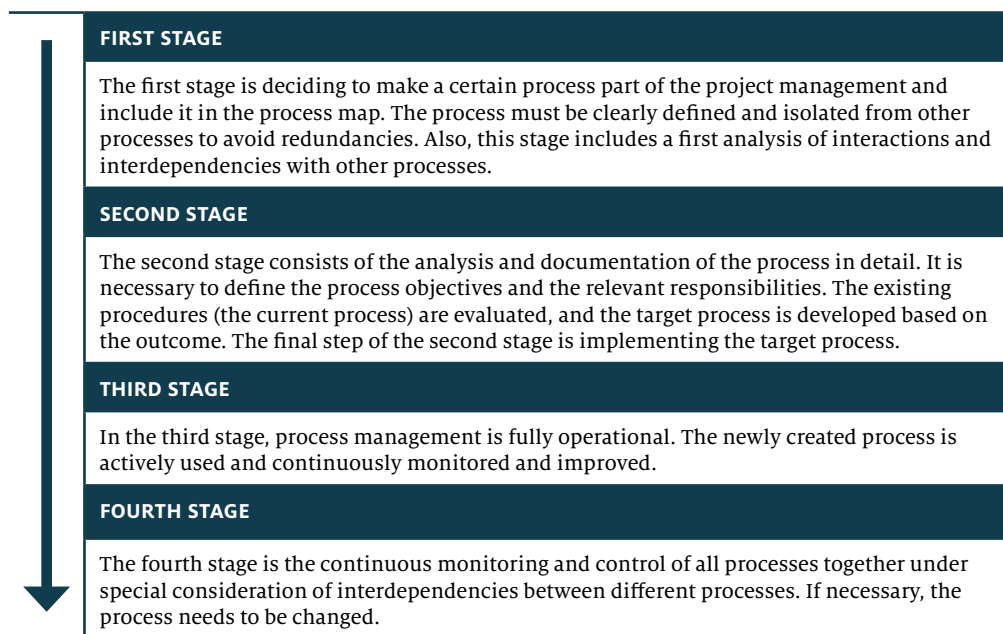 FIRST STAGE
The first stage is deciding to make a certain process part of the project management and
include it in the process map. The process must be clearly defined and isolated from other
processes to avoid redundancies. Also, this stage includes a first analysis of interactions and
interdependencies with other processes.
SECOND STAGE
The second stage consists of the analysis and documentation of the process in detail. It is
necessary to define the process objectives and the relevant responsibilities. The existing
procedures (the current process) are evaluated, and the target process is developed based on
the outcome. The final step of the second stage is implementing the target process.
THIRD STAGE
In the third stage, process management is fully operational. The newly created process is
actively used and continuously monitored and improved.
FOURTH STAGE
The fourth stage is the continuous monitoring and control of all processes together under
special consideration of interdependencies between different processes. If necessary, the
process needs to be changed.